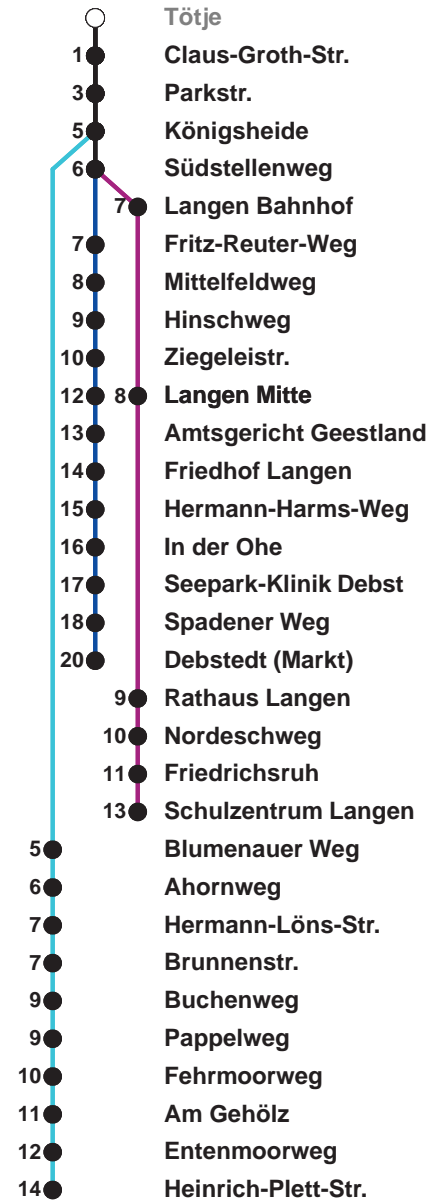 Tötje
1 Claus-Groth-Str.
3 Parkstr.
5 Königsheide
6 Südstellenweg
7 Langen Bahnhof
7 Fritz-Reuter-Weg
8 Mittelfeldweg
9 Hinschweg
10 Ziegeleistr.
12 8 Langen Mitte
13 Amtsgericht Geestland
14 Friedhof Langen
15 Hermann-Harms-Weg
16 In der Ohe
17 Seepark-Klinik Debst
18 Spadener Weg
20 Debstedt (Markt)
9 Rathaus Langen
10 Nordeschweg
11 Friedrichsruh
13 Schulzentrum Langen
5 Blumenauer Weg
6 Ahornweg
7 Hermann-Löns-Str.
7 Brunnenstr.
9 Buchenweg
9 Pappelweg
10 Fehrmoorweg
11 Am Gehölz
12 Entenmoorweg
14 Heinrich-Plett-Str.